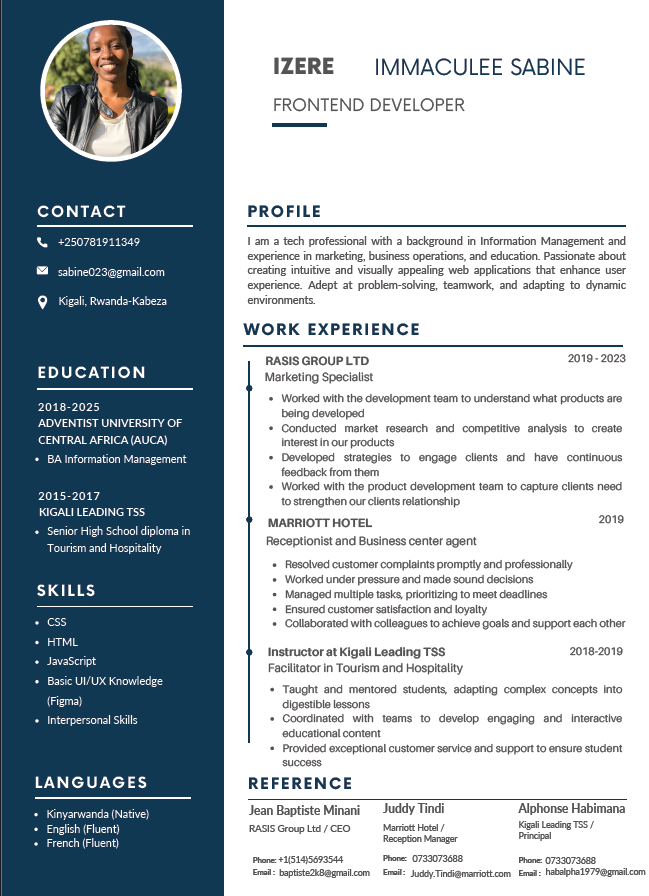 IZERE IMMACULEE SABINE
FRONTEND DEVELOPER
CONTACT
+250781911349
sabine023@gmail.com
Kigali, Rwanda-Kabeza
EDUCATION
2018-2025
ADVENTIST UNIVERSITY OF
CENTRAL AFRICA (AUCA)
• BA Information Management
2015-2017
KIGALI LEADING TSS
• Senior High School diploma in
Tourism and Hospitality
SKILLS
• CSS
• HTML
• JavaScript
• Basic UI/UX Knowledge
(Figma)
• Interpersonal Skills
LANGUAGES
• Kinyarwanda (Native)
• English (Fluent)
• French (Fluent)
PROFILE
I am a tech professional with a background in Information Management and
experience in marketing, business operations, and education. Passionate about
creating intuitive and visually appealing web applications that enhance user
experience. Adept at problem-solving, teamwork, and adapting to dynamic
environments.
WORK EXPERIENCE
RASIS GROUP LTD 2019 - 2023
Marketing Specialist
• Worked with the development team to understand what products are
being developed
• Conducted market research and competitive analysis to create
interest in our products
• Developed strategies to engage clients and have continuous
feedback from them
• Worked with the product development team to capture clients need
to strengthen our clients relationship
MARRIOTT HOTEL 2019
Receptionist and Business center agent
• Resolved customer complaints promptly and professionally
• Worked under pressure and made sound decisions
• Managed multiple tasks, prioritizing to meet deadlines
• Ensured customer satisfaction and loyalty
• Collaborated with colleagues to achieve goals and support each other
Instructor at Kigali Leading TSS 2018-2019
Facilitator in Tourism and Hospitality
• Taught and mentored students, adapting complex concepts into
digestible lessons
• Coordinated with teams to develop engaging and interactive
educational content
• Provided exceptional customer service and support to ensure student
success
REFERENCE
Jean Baptiste Minani
RASIS Group Ltd / CEO
Phone: +1(514)5693544
Email : baptiste2k8@gmail.com
Juddy Tindi
Marriott Hotel /
Reception Manager
Phone: 0733073688
Email : Juddy.Tindi@marriott.com
Alphonse Habimana
Kigali Leading TSS /
Principal
Phone: 0733073688
Email : habalpha1979@gmail.com